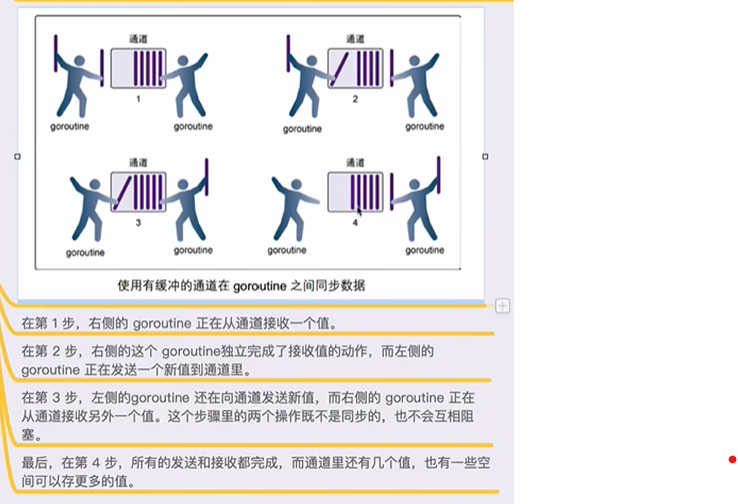 通道
通道
1
2
goroutine
goroutine
goroutine
goroutine
通道
通道
3
4
goroutine
goroutine
goroutine
goroutine
使用有缓冲的通道在 goroutine 之间同步数据
在第 1 步，右侧的 goroutine 正在从通道接收一个值。
在第 2 步，右侧的这个 goroutine独立完成了接收值的动作，而左侧的
goroutine 正在发送一个新值到通道里。
在第 3 步，左侧的goroutine 还在向通道发送新值，而右侧的 goroutine 正在
从通道接收另外一个值。这个步骤里的两个操作既不是同步的，也不会互相阻
塞。
最后，在第 4 步，所有的发送和接收都完成，而通道里还有几个值，也有一些空
间可以存更多的值。